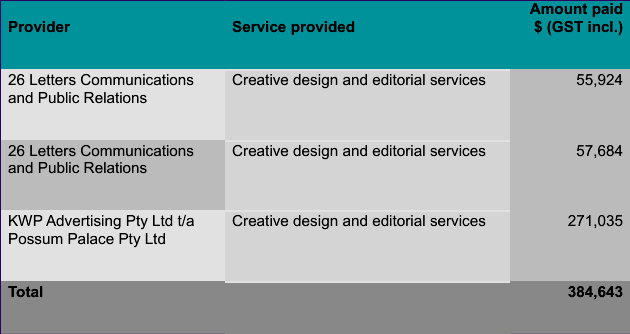 Provider Service provided Amount paid
$ (GST incl.)
26 Letters Communications Creative design and editorial services 55,924
and Public Relations
26 Letters Communications Creative design and editorial services 57,684
and Public Relations
KWP Advertising Pty Ltd t/a Creative design and editorial services 271,035
Possum Palace Pty Ltd
Total 384,643